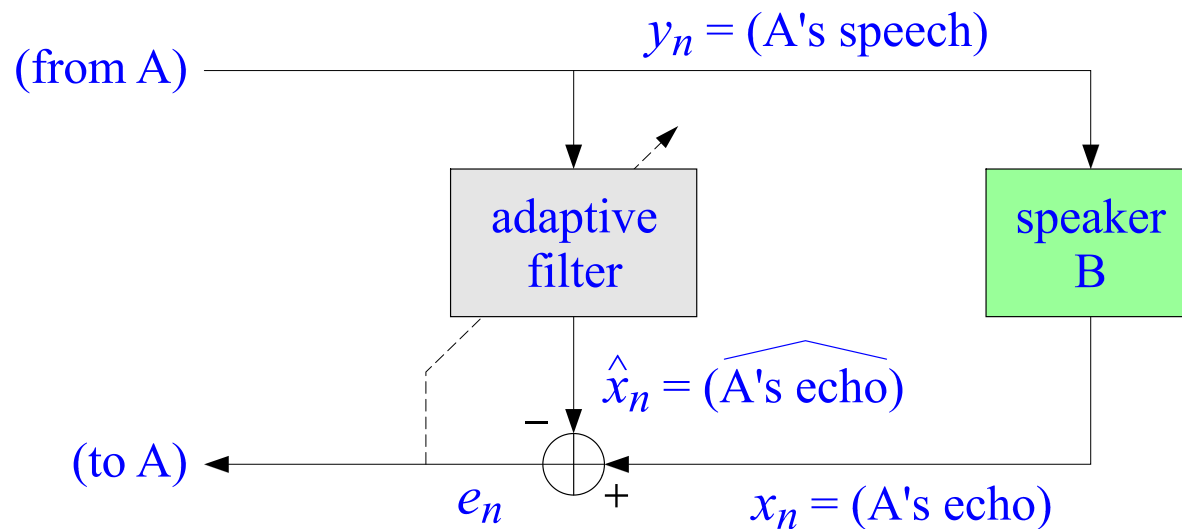 yn = (A's speech)
(from A)
adaptive
filter
speaker
B
x̂n = (A's echo)
−
(to A)
en
+
xn = (A's echo)